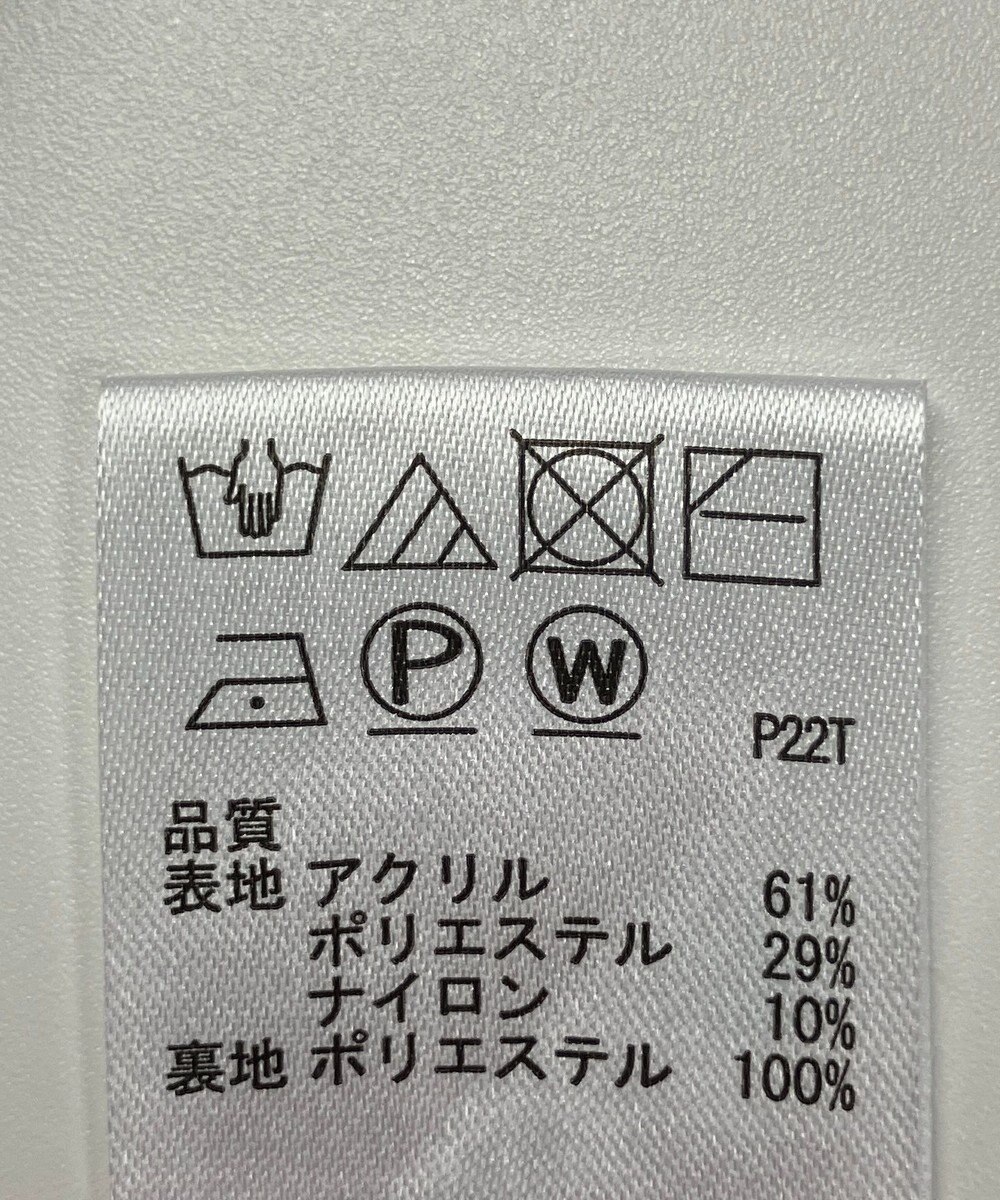 P W
P22T
品質
表地 アクリル 61%
ポリエステル 29%
ナイロン 10%
裏地 ポリエステル 100%